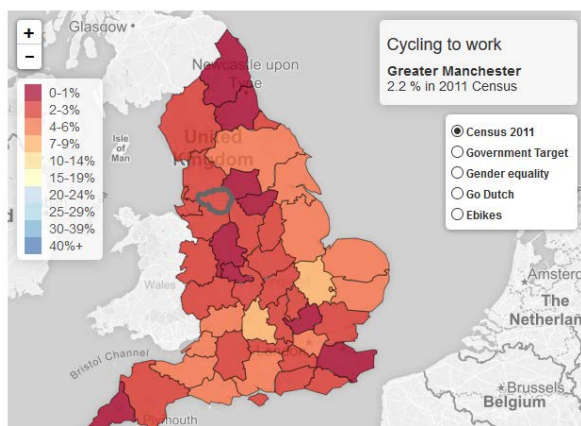 Glasgow
+
−
Cycling to work
Greater Manchester
2.2 % in 2011 Census
Newcastle upon
Tyne
0-1%
2-3%
4-6%
7-9%
10-14%
15-19%
20-24%
25-29%
30-39%
40%+
Isle
of
Man
United
Kingdom
Census 2011
Government Target
Gender equality
Go Dutch
Ebikes
Wales
Amsterd
The
Netherlan
London
Bristol Channel
Brussels
Belgium
Plymouth